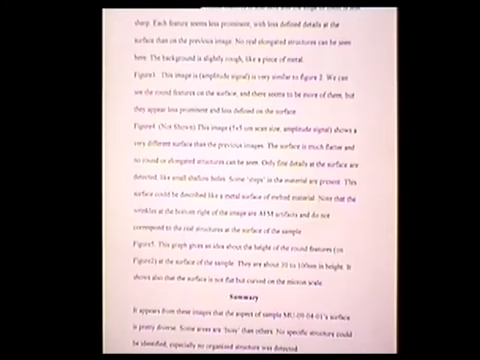 sharp. Each feature seems less prominent, with less defined details at the
surface than on the previous image. No real elongated structures can be seen
here. The background is slightly rough, like a piece of metal.
Figure3. This image is (amplitude signal) is very similar to figure 2. We can
see the round features on the surface, and there seems to be more of them, but
they appear less prominent and less defined on the surface.
Figure4. (Not Shown) This image (5x5 um scan size, amplitude signal) shows a
very different surface than the previous images. The surface is much flatter and
no round or elongated structures can be seen. Only fine details at the surface are
detected, like small shallow holes. Some 'steps' in the material are present. This
surface could be described like a metal surface of melted material. Note that the
wrinkles at the bottom right of the image are AFM artifacts and do not
correspond to the real structures at the surface of the sample.
Figure5. This graph gives an idea about the height of the round features (on
Figure2) at the surface of the sample. They are about 30 to 100nm in height. It
shows also that the surface is not flat but curved on the micron scale.
Summary
It appears from these images that the aspect of sample MU-09-04-01's surface
is pretty diverse. Some areas are 'busy' than others. No specific structure could
be identified, especially no organized structure was detected.